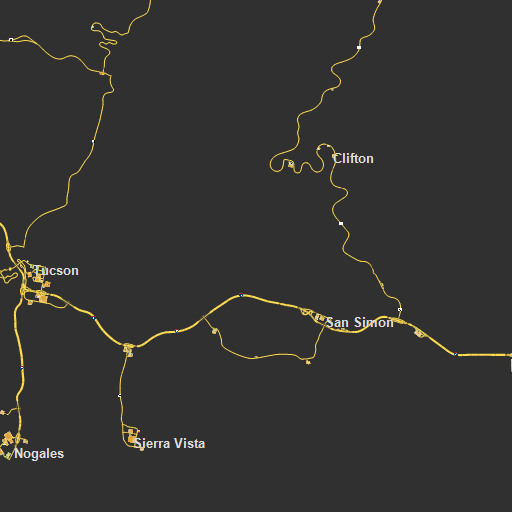 Clifton
Tucson
San Simon
Sierra Vista
Nogales